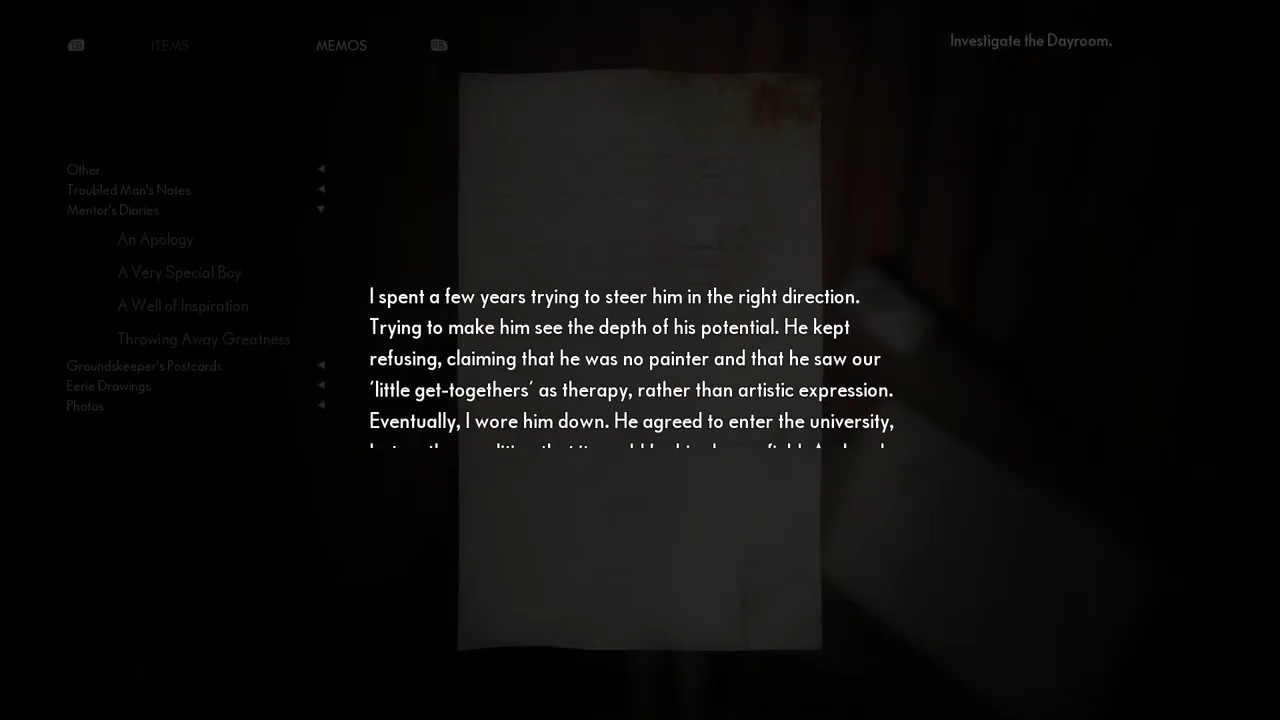 LB
ITEMS
MEMOS
RB
Investigate the Dayroom.
Other
Troubled Man's Notes
Mentor's Diaries
An Apology
A Very Special Boy
A Well of Inspiration
Throwing Away Greatness
Groundskeeper's Postcards
Eerie Drawings
Photos
I spent a few years trying to steer him in the right direction.
Trying to make him see the depth of his potential. He kept
refusing, claiming that he was no painter and that he saw our
'little get-togethers' as therapy, rather than artistic expression.
Eventually, I wore him down. He agreed to enter the university,